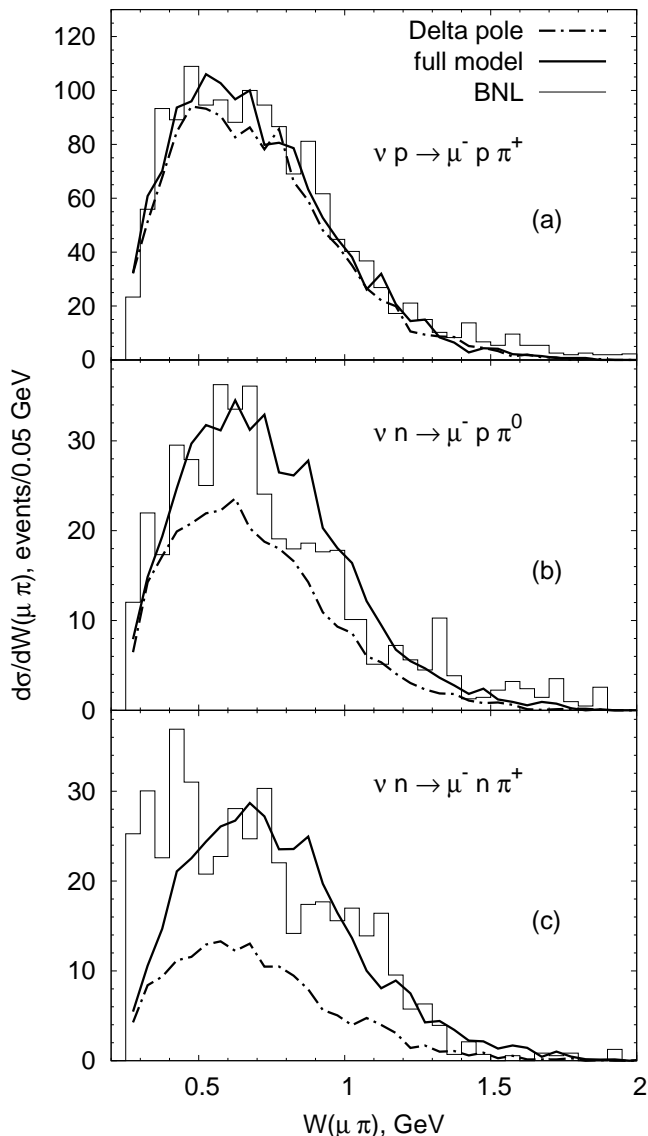 dσ/dW(μ π), events/0.05 GeV
120
100
80
60
40
20
0
Delta pole
full model
BNL
ν p → μ⁻ p π⁺
(a)
30
20
10
0
ν n → μ⁻ p π⁰
(b)
30
20
10
0
ν n → μ⁻ n π⁺
(c)
0.5 1 1.5 2
W(μ π), GeV